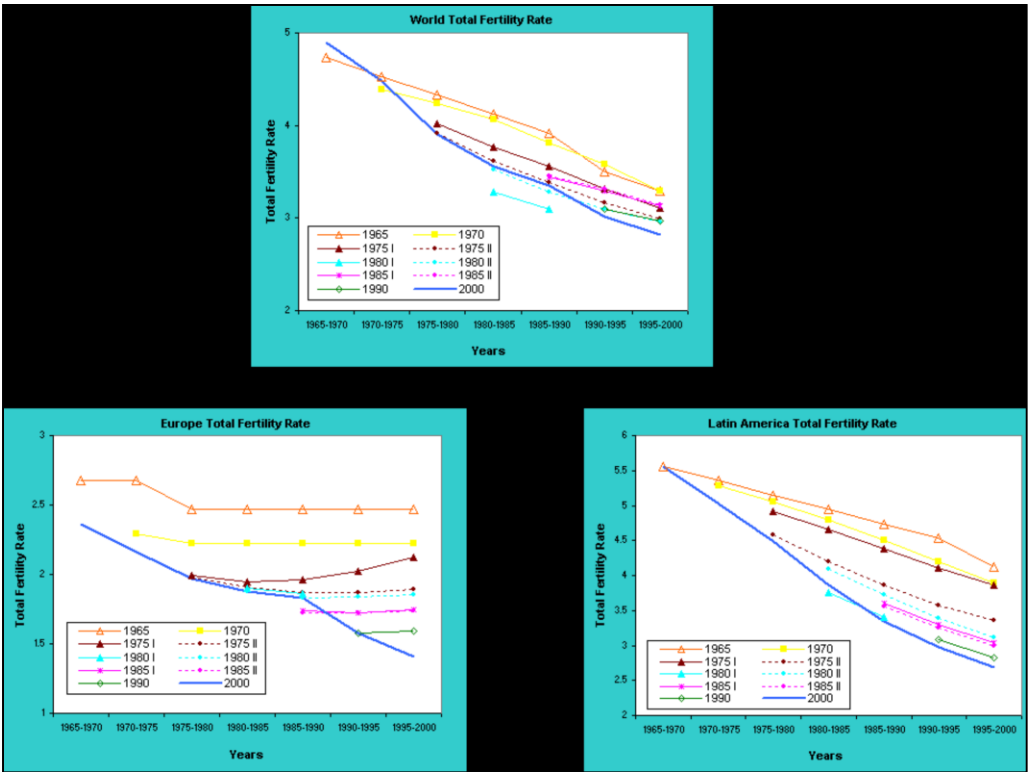 World Total Fertility Rate
Total Fertility Rate
5
4
3
2
1965 1970
1975 I 1975 II
1980 I 1980 II
1985 I 1985 II
1990 2000
1965-1970 1970-1975 1975-1980 1980-1985 1985-1990 1990-1995 1995-2000
Years
Europe Total Fertility Rate
Total Fertility Rate
3
2.5
2
1.5
1
1965 1970
1975 I 1975 II
1980 I 1980 II
1985 I 1985 II
1990 2000
1965-1970 1970-1975 1975-1980 1980-1985 1985-1990 1990-1995 1995-2000
Years
Latin America Total Fertility Rate
Total Fertility Rate
6
5.5
5
4.5
4
3.5
3
2.5
2
1965 1970
1975 I 1975 II
1980 I 1980 II
1985 I 1985 II
1990 2000
1965-1970 1970-1975 1975-1980 1980-1985 1985-1990 1990-1995 1995-2000
Years